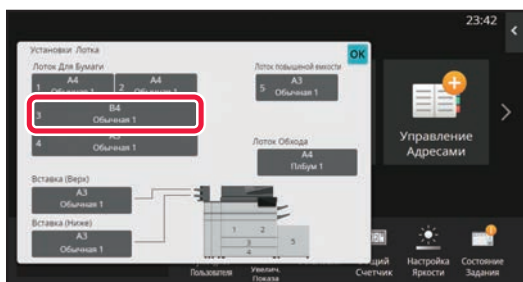 23:42
Установки Лотка
OK
Лоток Для Бумаги
Лоток повышеной емкости
1 A4
Обычная 1
2 A4
Обычная 1
5 A3
Обычная 1
3 B4
Обычная 1
4 A3
Обычная 1
Лоток Обхода
A4
Плбум 1
Управление
Адресами
Вставка (Верх)
A3
Обычная 1
Вставка (Ниже)
A3
Обычная 1
1 2
3
4
5
Пользователя
Увелич.
Показа
Счетчик
Настройка
Яркости
Состояние
Задания